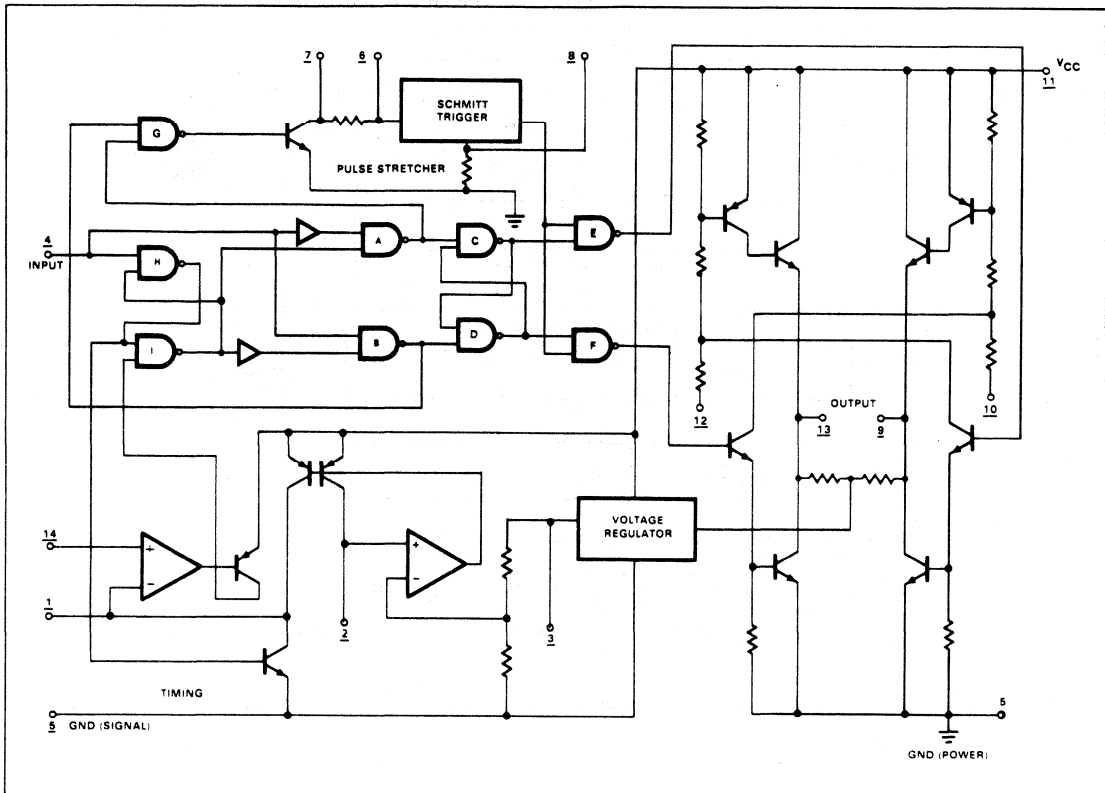 7
6
8
VCC
11
SCHMITT
TRIGGER
G
PULSE STRETCHER
4
INPUT
A
C
E
H
I
B
D
F
OUTPUT
12
13
9
10
14
+
−
+
−
VOLTAGE
REGULATOR
1
2
3
TIMING
5
GND (SIGNAL)
5
GND (POWER)